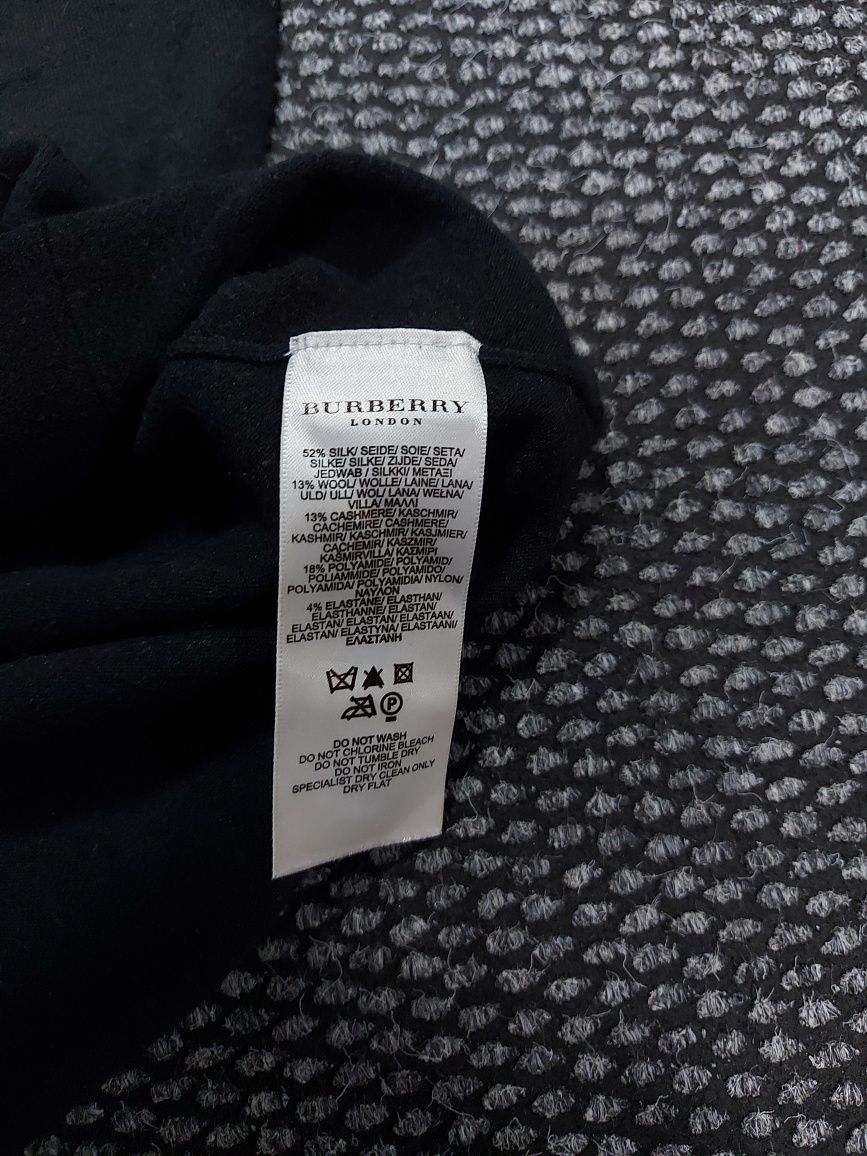 BURBERRY
LONDON
52% SILK/ SEIDE/ SOIE/ SETA/
SILKE/ SILKE/ ZIJDE/ SEDA/
JEDWAB / SILKKI/ ΜΕΤΑΞΙ
13% WOOL/ WOLLE/ LAINE/ LANA/
ULD/ ULL/ WOL/ LANA/ WEŁNA/
VILLA/ ΜΑΛΛΙ
13% CASHMERE/ KASCHMIR/
CACHEMIRE/ CASHMERE/
KASHMIR/ KASCHMIR/ KASJMIER/
CACHEMIR/ KASZMIR/
KASMIRVILLA/ ΚΑΣΜΙΡΙ
18% POLYAMIDE/ POLYAMID/
POLIAMMIDE/ POLYAMIDO/
POLYAMIDA/ POLYAMIDIA/ NYLON/
ΝΑΥΛΟΝ
4% ELASTANE/ ELASTHAN/
ELASTHANNE/ ELASTAN/
ELASTAN/ ELASTAN/ ELASTAAN/
ELASTAN/ ELASTYNA/ ELASTAANI/
ΕΛΑΣΤΑΝΗ
P
DO NOT WASH
DO NOT CHLORINE BLEACH
DO NOT TUMBLE DRY
DO NOT IRON
SPECIALIST DRY CLEAN ONLY
DRY FLAT